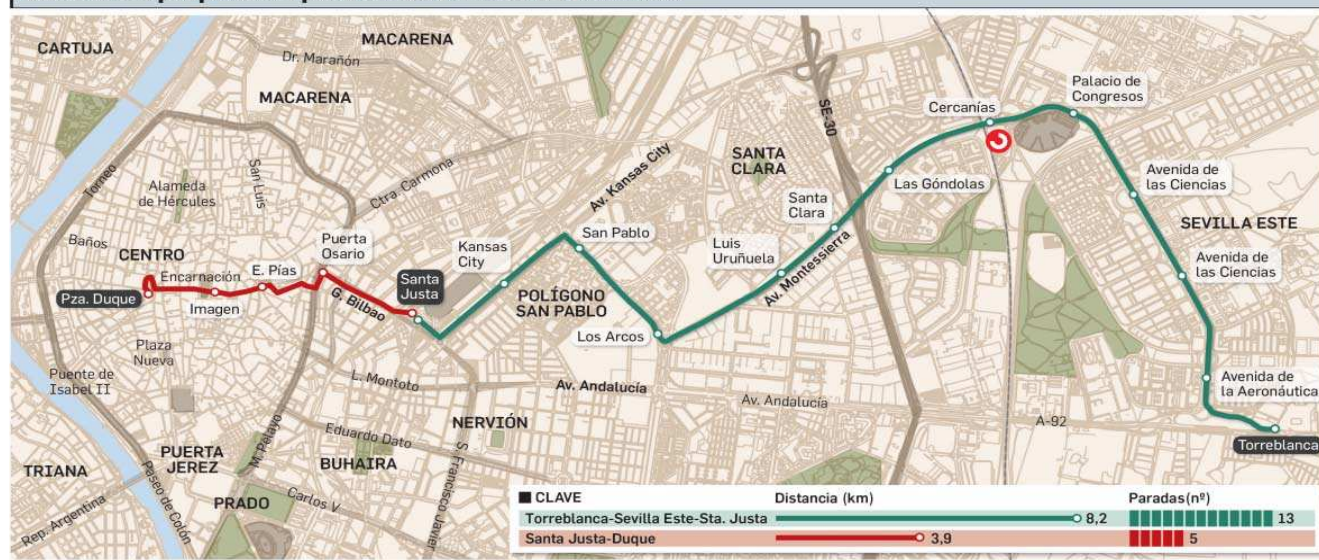 CARTUJA
MACARENA
Dr. Marañón
MACARENA
Torneo
San Luis
Alameda
de Hércules
Ctra. Carmona
Av. Kansas City
SANTA
CLARA
SE-30
Cercanías
Palacio de
Congresos
Baños
CENTRO
Puerta
Osario
Kansas
City
San Pablo
Santa
Clara
Las Góndolas
Avenida de
las Ciencias
SEVILLA ESTE
Encarnación
E. Pías
Santa
Justa
Luis
Uruñuela
Av. Montessierra
Avenida de
las Ciencias
Pza. Duque
Imagen
G. Bilbao
POLÍGONO
SAN PABLO
Los Arcos
Plaza
Nueva
Puente de
Isabel II
L. Montoto
Av. Andalucía
Av. Andalucía
Avenida de
la Aeronáutica
A-92
Torreblanca
NERVIÓN
Eduardo Dato
M. Pelayo
PUERTA
JEREZ
BUHAIRA
S. Francisco Javier
TRIANA
Paseo de Colón
PRADO
Carlos V
Rep. Argentina
CLAVE Distancia (km) Paradas(nº)
Torreblanca-Sevilla Este-Sta. Justa 8,2 13
Santa Justa-Duque 3,9 5